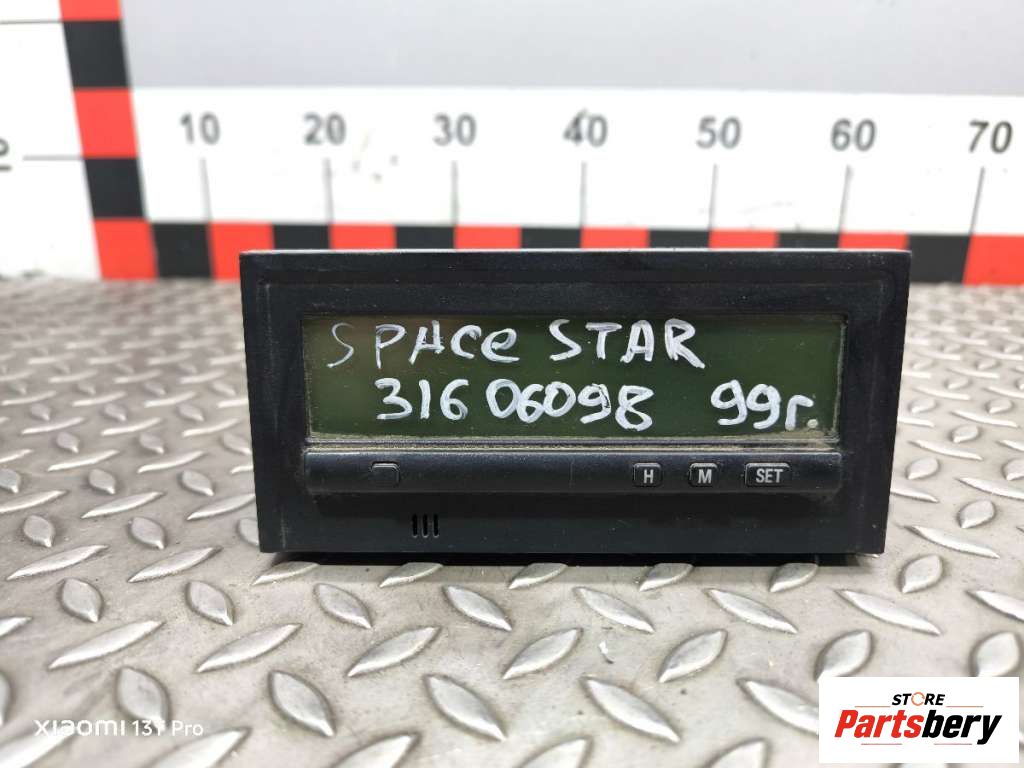 10 20 30 40 50 60 70
SPACe STAR
31606098 99г.
H M SET
STORE
Partsbery
XIAOMI 13T Pro